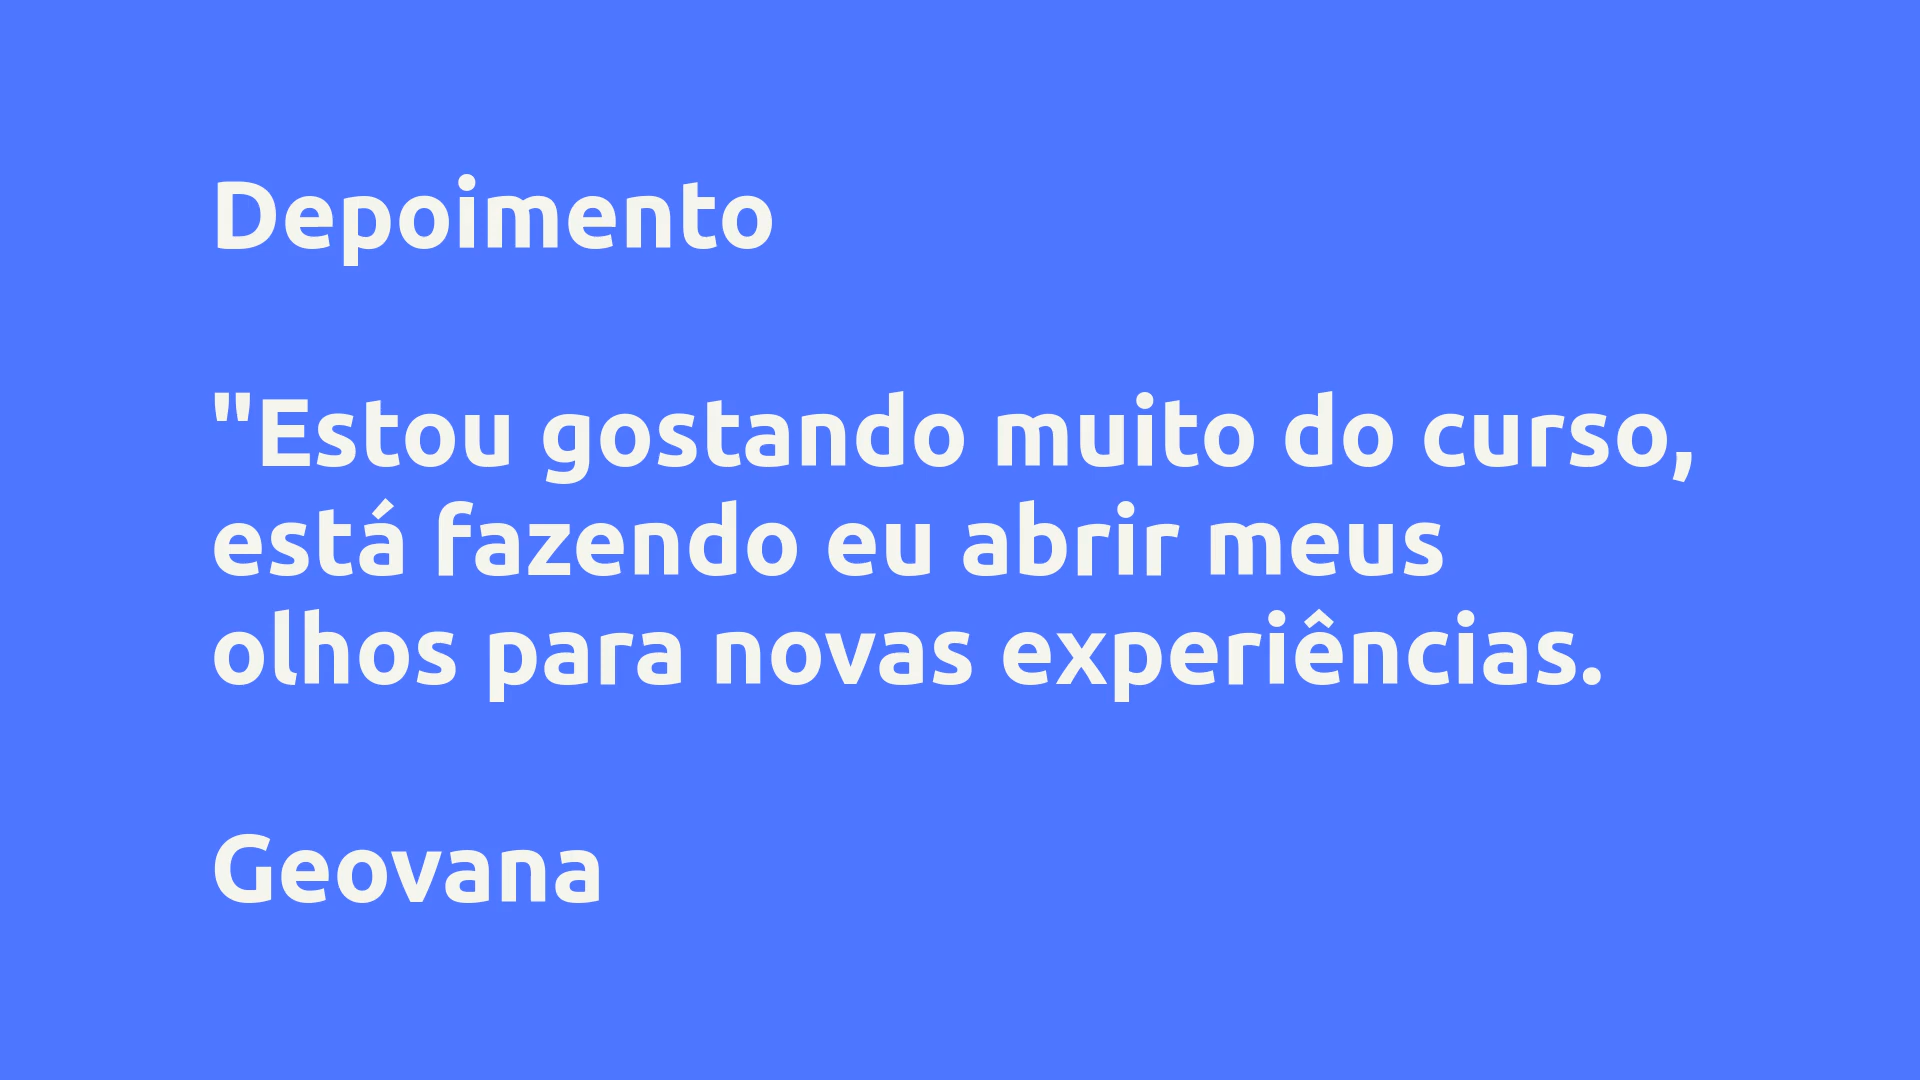 Depoimento
"Estou gostando muito do curso,
está fazendo eu abrir meus
olhos para novas experiências.
Geovana